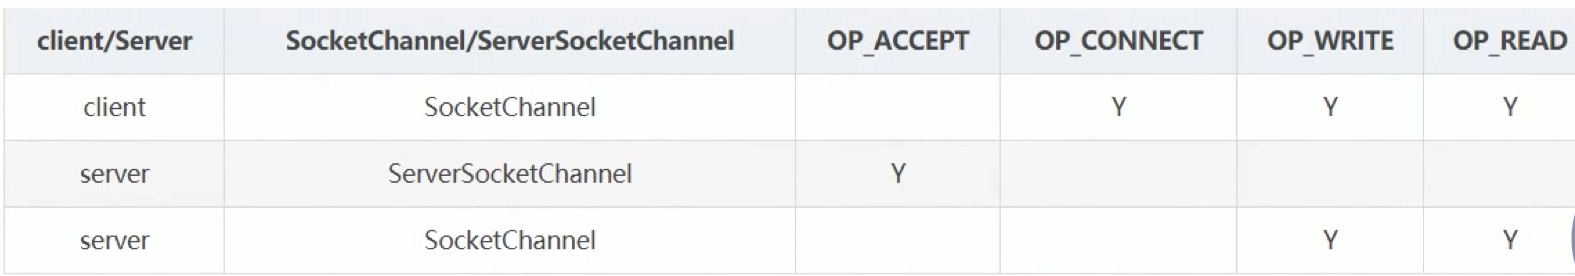 client/Server SocketChannel/ServerSocketChannel OP_ACCEPT OP_CONNECT OP_WRITE OP_READ
client SocketChannel Y Y Y
server ServerSocketChannel Y
server SocketChannel Y Y